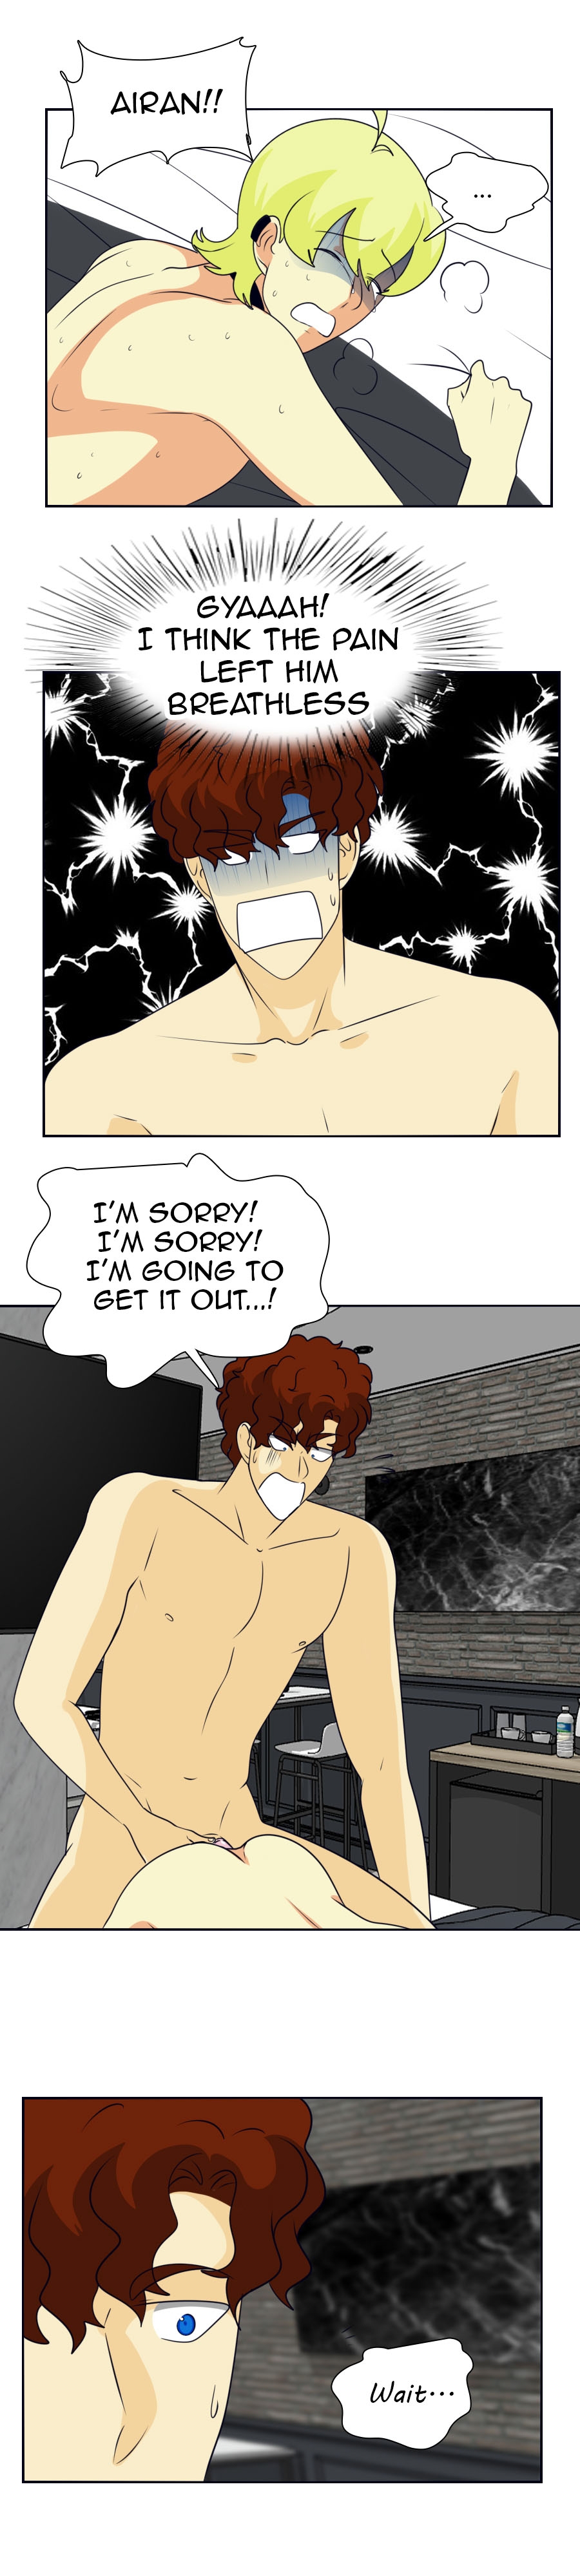 AIRAN!!
...
GYAAAH!
I THINK THE PAIN
LEFT HIM
BREATHLESS
I'M SORRY!
I'M SORRY!
I'M GOING TO
GET IT OUT...!
Wait...